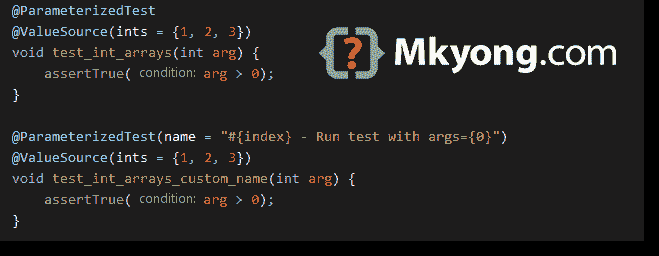 @ParameterizedTest
@ValueSource(ints = {1, 2, 3})
void test_int_arrays(int arg) {
    assertTrue( condition: arg > 0);
}
{?} Mkyong.com
@ParameterizedTest(name = "#{index} - Run test with args={0}")
@ValueSource(ints = {1, 2, 3})
void test_int_arrays_custom_name(int arg) {
    assertTrue( condition: arg > 0);
}